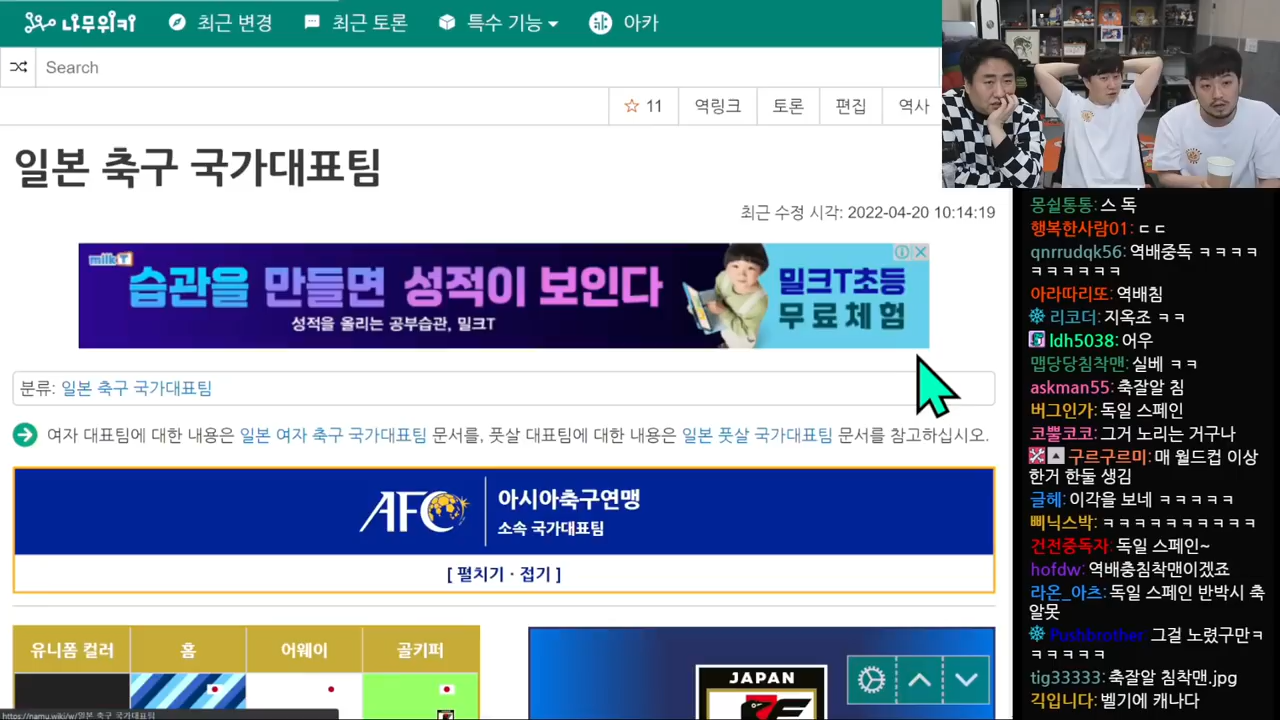 나무위키 최근 변경 최근 토론 특수 기능 아카
Search
11 역링크 토론 편집 역사
일본 축구 국가대표팀
최근 수정 시각: 2022-04-20 10:14:19
milkT
습관을 만들면 성적이 보인다
성적을 올리는 공부습관, 밀크T
밀크T초등
무료체험
분류: 일본 축구 국가대표팀
여자 대표팀에 대한 내용은 일본 여자 축구 국가대표팀 문서를, 풋살 대표팀에 대한 내용은 일본 풋살 국가대표팀 문서를 참고하십시오.
AFC 아시아축구연맹
소속 국가대표팀
[ 펼치기 · 접기 ]
유니폼 컬러 홈 어웨이 골키퍼
JAPAN
https://namu.wiki/w/일본 축구 국가대표팀
몽쉴통통: 스 독
행복한사람01: ㄷㄷ
qnrrudqk56: 역배중독 ㅋㅋㅋㅋ
ㅋㅋㅋㅋㅋㅋ
아라따리또: 역배침
리코더: 지옥조 ㅋㅋ
ldh5038: 어우
맵당당침착맨: 실베 ㅋㅋ
askman55: 축잘알 침
버그인가: 독일 스페인
코뿔코코: 그거 노리는 거구나
구르구르미: 매 월드컵 이상
한거 한둘 생김
글헤: 이각을 보네 ㅋㅋㅋㅋㅋ
삐닉스박: ㅋㅋㅋㅋㅋㅋㅋㅋㅋㅋ
건전중독자: 독일 스페인~
hofdw: 역배충침착맨이겠죠
라온_아츠: 독일 스페인 반박시 축
알못
Pushbrother: 그걸 노렸구만ㅋ
ㅋㅋㅋㅋㅋ
tig33333: 축잘알 침착맨.jpg
긱입니다: 벨기에 캐나다